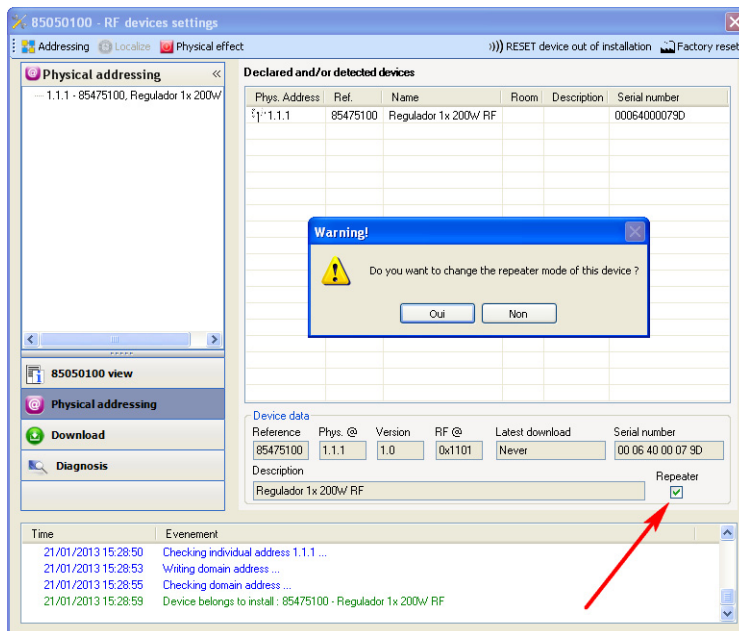 85050100 - RF devices settings
Addressing Localize Physical effect RESET device out of installation Factory reset
Physical addressing
1.1.1 - 85475100, Regulador 1x 200W
Declared and/or detected devices
Phys. Address Ref. Name Room Description Serial number
1.1.1 85475100 Regulador 1x 200W RF 00064000079D
Warning!
Do you want to change the repeater mode of this device ?
Oui Non
85050100 view
Physical addressing
Download
Diagnosis
Device data
Reference Phys. @ Version RF @ Latest download Serial number
85475100 1.1.1 1.0 0x1101 Never 00 06 40 00 07 9D
Description
Repeater
Regulador 1x 200W RF
Time Evenement
21/01/2013 15:28:50 Checking individual address 1.1.1 ...
21/01/2013 15:28:53 Writing domain address ...
21/01/2013 15:28:55 Checking domain address ...
21/01/2013 15:28:59 Device belongs to install : 85475100 - Regulador 1x 200W RF